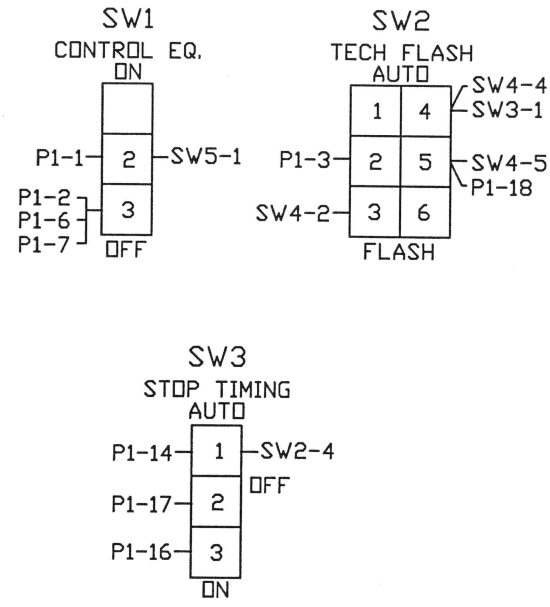 SW1
CONTROL EQ.
ON
P1-1
2
SW5-1
P1-2
P1-6
P1-7
3
OFF
SW2
TECH FLASH
AUTO
1
4
SW4-4
SW3-1
P1-3
2
5
SW4-5
P1-18
SW4-2
3
6
FLASH
SW3
STOP TIMING
AUTO
P1-14
1
SW2-4
OFF
P1-17
2
P1-16
3
ON